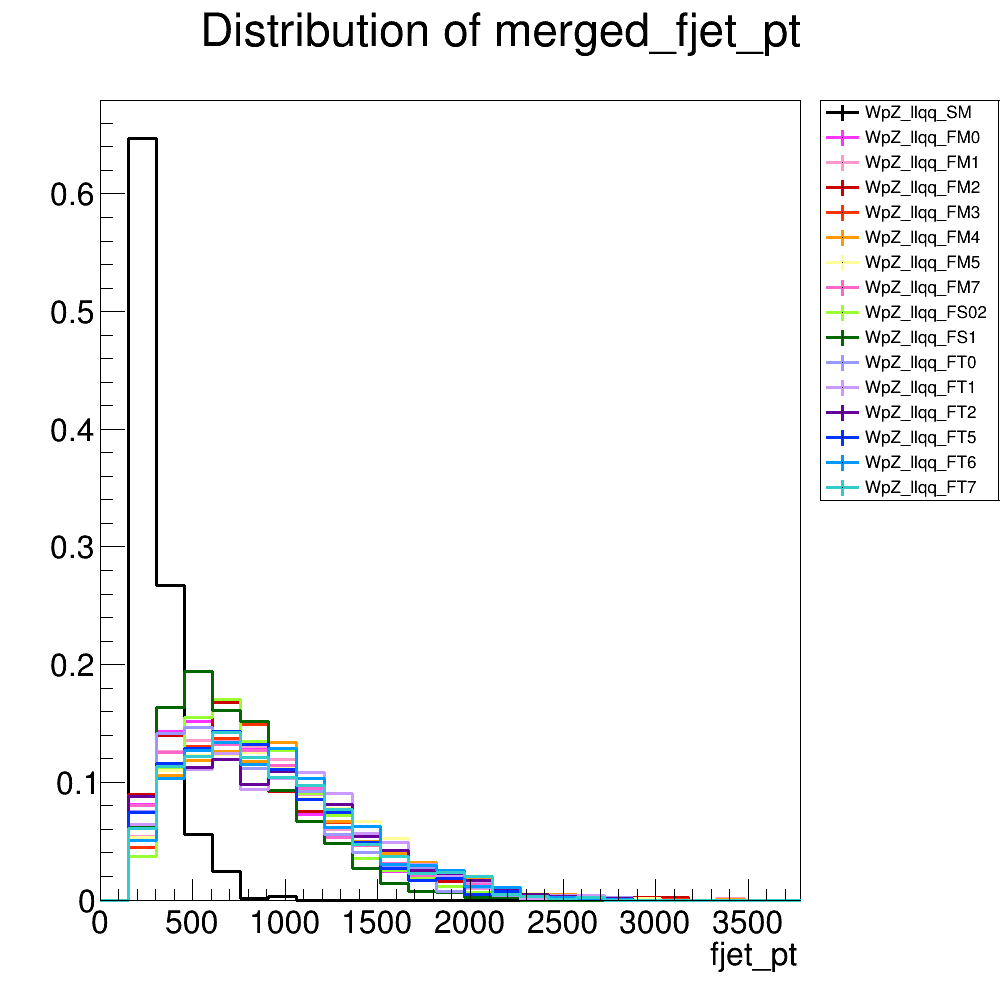 Distribution of merged_fjet_pt
WpZ_llqq_SM
WpZ_llqq_FM0
WpZ_llqq_FM1
WpZ_llqq_FM2
WpZ_llqq_FM3
WpZ_llqq_FM4
WpZ_llqq_FM5
WpZ_llqq_FM7
WpZ_llqq_FS02
WpZ_llqq_FS1
WpZ_llqq_FT0
WpZ_llqq_FT1
WpZ_llqq_FT2
WpZ_llqq_FT5
WpZ_llqq_FT6
WpZ_llqq_FT7
0.6
0.5
0.4
0.3
0.2
0.1
0
0 500 1000 1500 2000 2500 3000 3500
fjet_pt